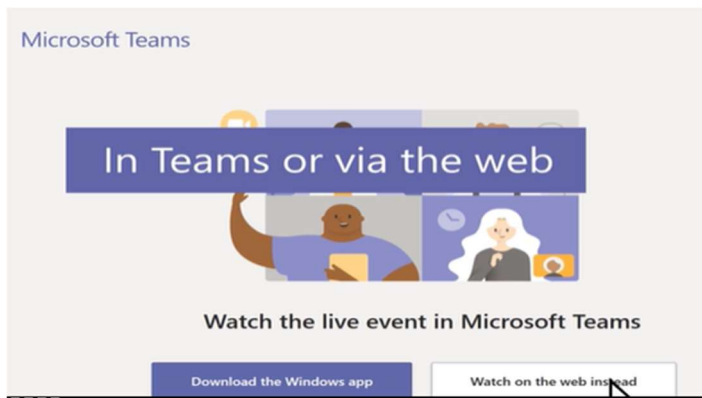 Microsoft Teams
In Teams or via the web
Watch the live event in Microsoft Teams
Download the Windows app
Watch on the web instead